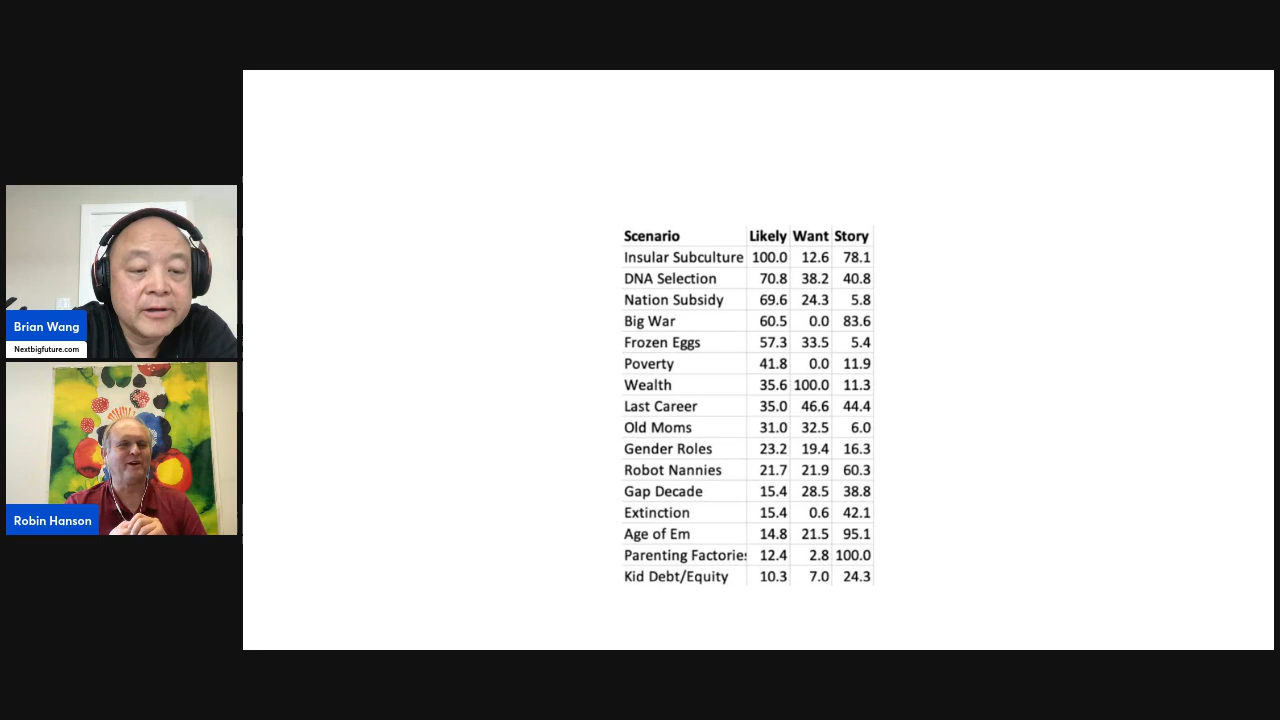 Brian Wang
Nextbigfuture.com
Robin Hanson
Scenario Likely Want Story
Insular Subculture 100.0 12.6 78.1
DNA Selection 70.8 38.2 40.8
Nation Subsidy 69.6 24.3 5.8
Big War 60.5 0.0 83.6
Frozen Eggs 57.3 33.5 5.4
Poverty 41.8 0.0 11.9
Wealth 35.6 100.0 11.3
Last Career 35.0 46.6 44.4
Old Moms 31.0 32.5 6.0
Gender Roles 23.2 19.4 16.3
Robot Nannies 21.7 21.9 60.3
Gap Decade 15.4 28.5 38.8
Extinction 15.4 0.6 42.1
Age of Em 14.8 21.5 95.1
Parenting Factories 12.4 2.8 100.0
Kid Debt/Equity 10.3 7.0 24.3